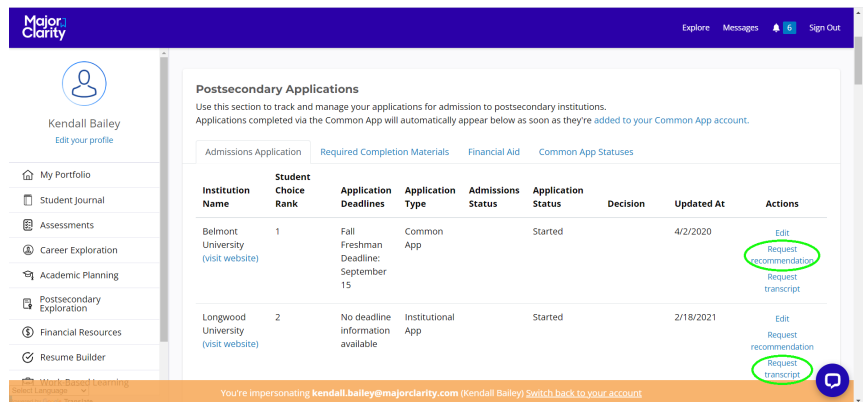 Major
Clarity
Explore Messages 6 Sign Out
Kendall Bailey
Edit your profile
My Portfolio
Student Journal
Assessments
Career Exploration
Academic Planning
Postsecondary
Exploration
Financial Resources
Resume Builder
Work Based Learning
Select Language
Postsecondary Applications
Use this section to track and manage your applications for admission to postsecondary institutions.
Applications completed via the Common App will automatically appear below as soon as they're added to your Common App account.
Admissions Application Required Completion Materials Financial Aid Common App Statuses
Institution Name Student Choice Rank Application Deadlines Application Type Admissions Status Application Status Decision Updated At Actions
Belmont University (visit website) 1 Fall Freshman Deadline: September 15 Common App Started 4/2/2020 Edit
Request recommendation
Request transcript
Longwood University (visit website) 2 No deadline information available Institutional App Started 2/18/2021 Edit
Request recommendation
Request transcript
You're impersonating kendall.bailey@majorclarity.com (Kendall Bailey) Switch back to your account